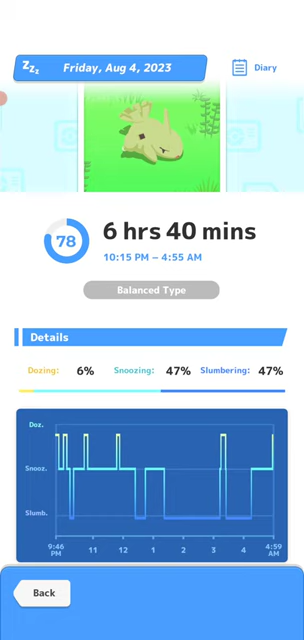 Zzz
Friday, Aug 4, 2023
Diary
78
6 hrs 40 mins
10:15 PM – 4:55 AM
Balanced Type
Details
Dozing: 6% Snoozing: 47% Slumbering: 47%
Doz.
Snooz.
Slumb.
9:46 PM 11 12 1 2 3 4 4:59 AM
Back